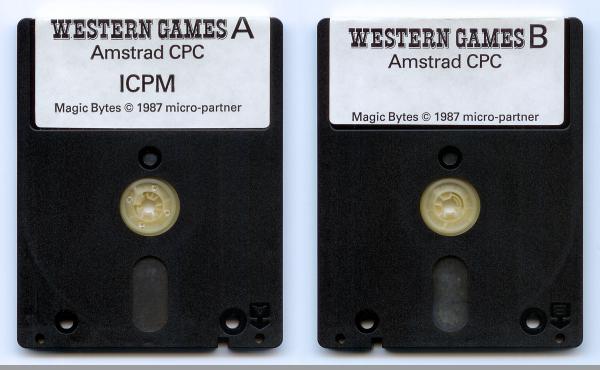 WESTERN GAMES A
Amstrad CPC
ICPM
Magic Bytes © 1987 micro-partner
WESTERN GAMES B
Amstrad CPC
Magic Bytes © 1987 micro-partner